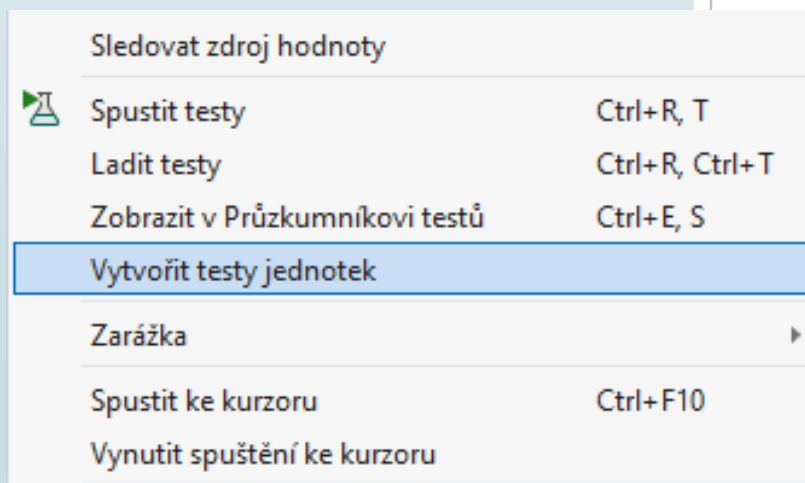 Sledovat zdroj hodnoty
Spustit testy Ctrl+R, T
Ladit testy Ctrl+R, Ctrl+T
Zobrazit v Průzkumníkovi testů Ctrl+E, S
Vytvořit testy jednotek
Zarážka
Spustit ke kurzoru Ctrl+F10
Vynutit spuštění ke kurzoru